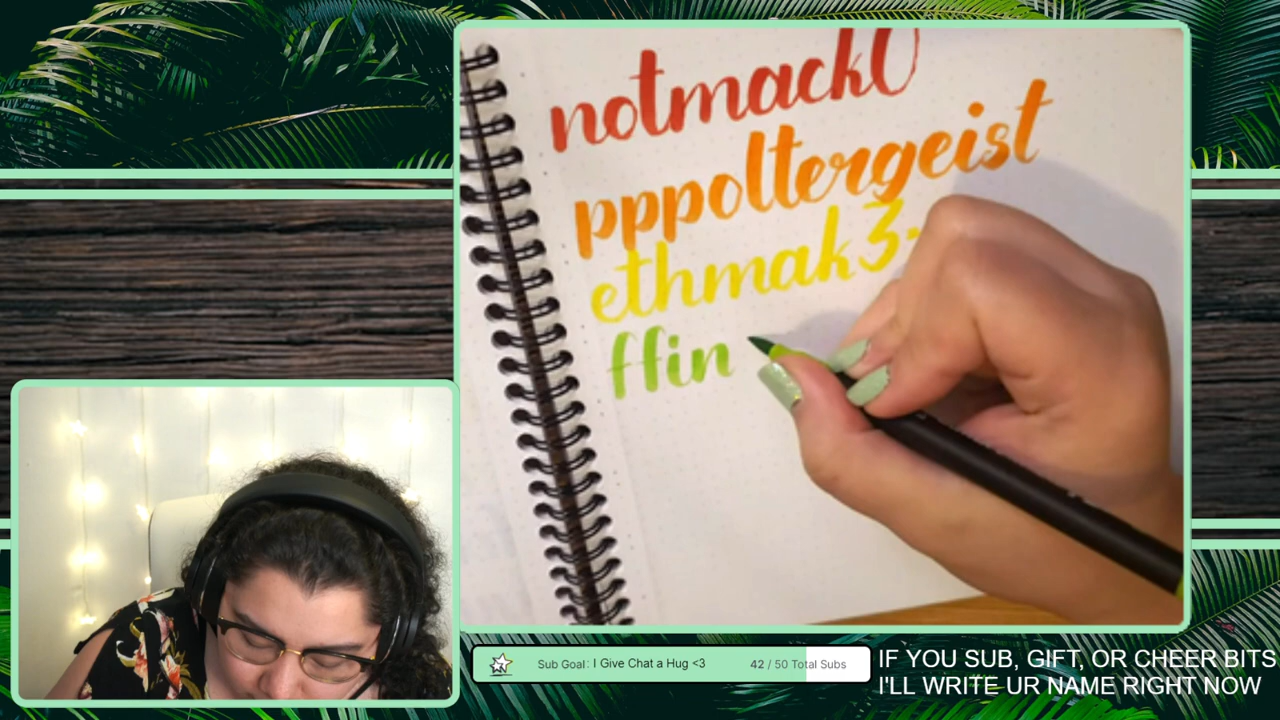 notmack0
pppoltergeist
ethmak3.
ffin
Sub Goal: I Give Chat a Hug <3 42 / 50 Total Subs
IF YOU SUB, GIFT, OR CHEER BITS
I'LL WRITE UR NAME RIGHT NOW